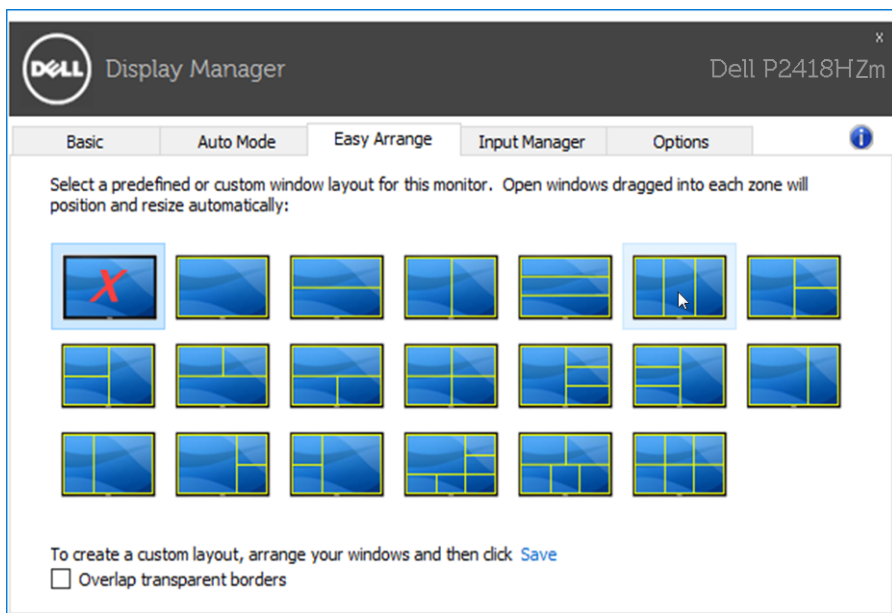 x
DELL Display Manager Dell P2418HZm
Basic Auto Mode Easy Arrange Input Manager Options i
Select a predefined or custom window layout for this monitor. Open windows dragged into each zone will
position and resize automatically:
X
To create a custom layout, arrange your windows and then click Save
Overlap transparent borders